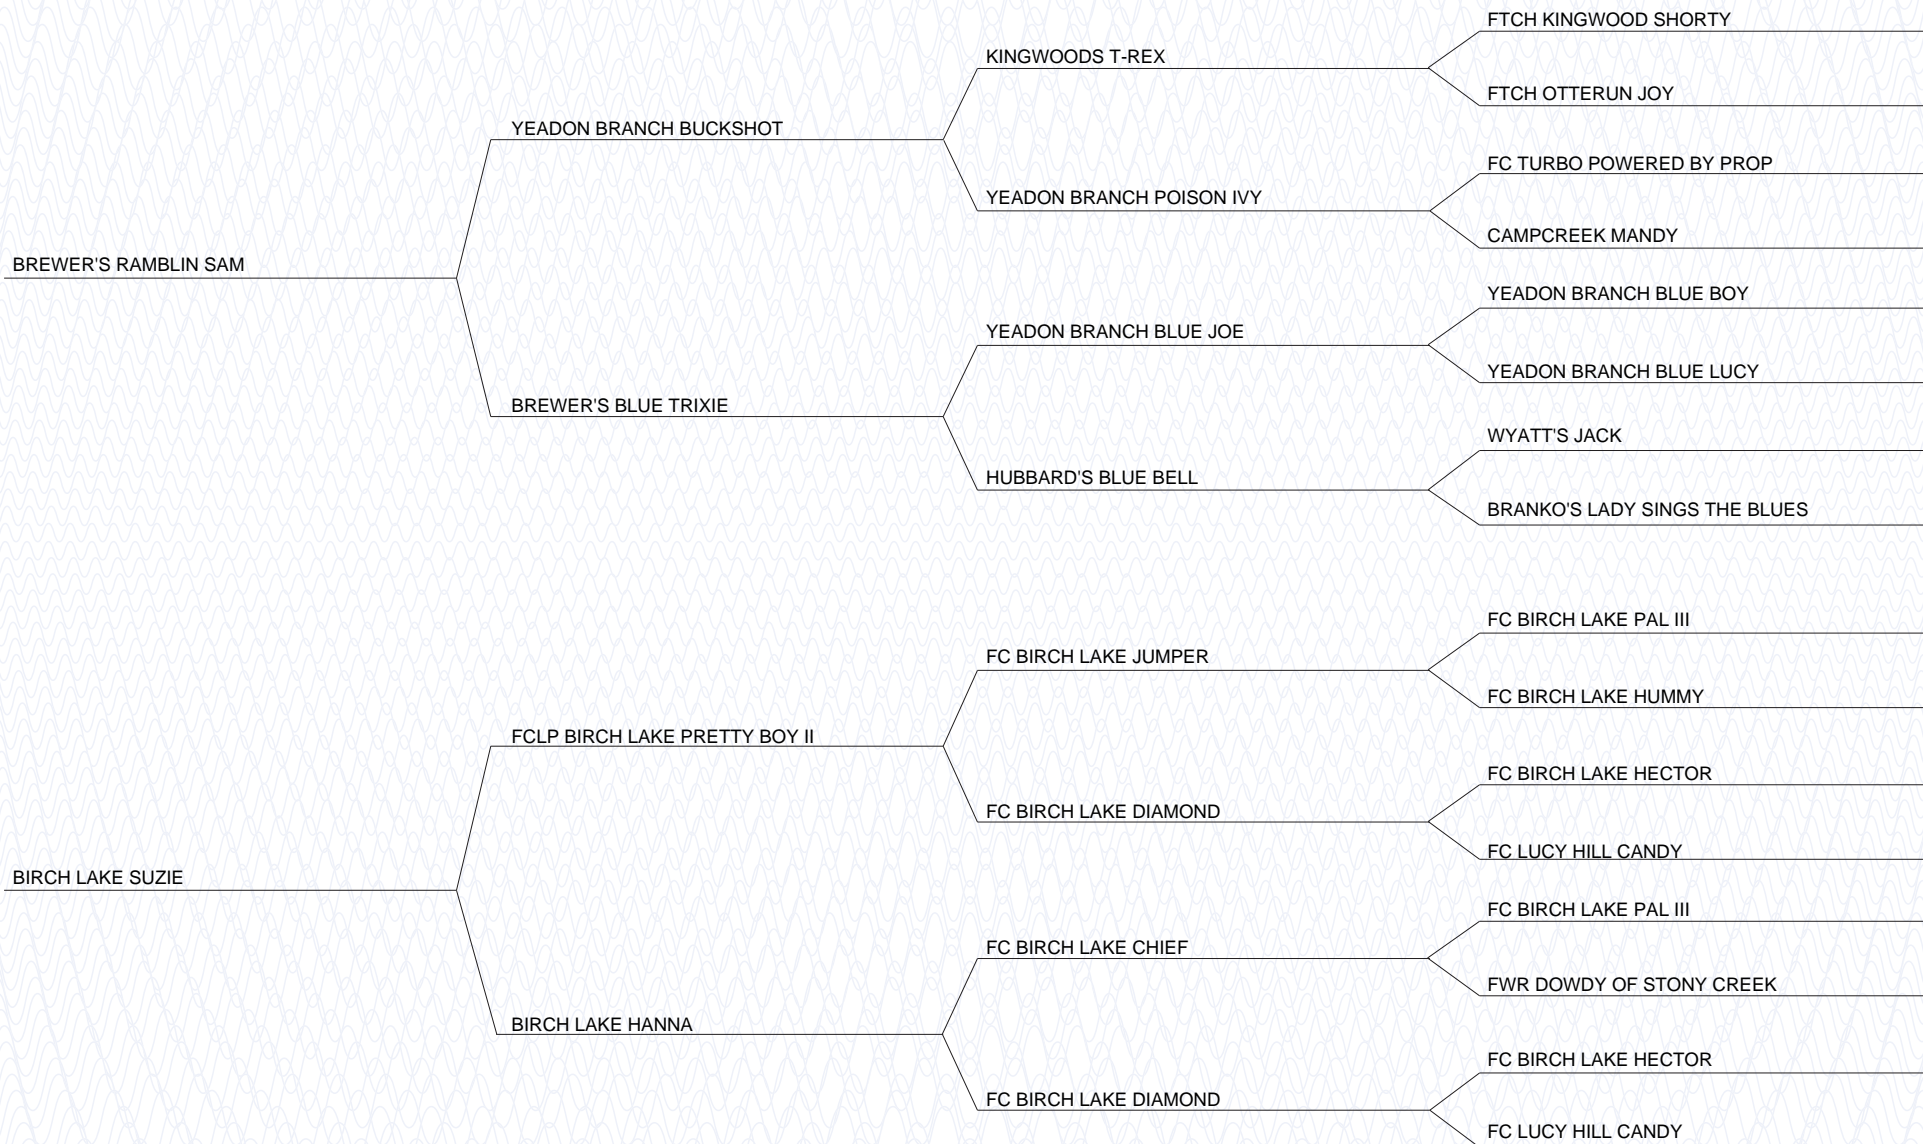 FTCH KINGWOOD SHORTY
KINGWOODS T-REX
FTCH OTTERUN JOY
YEADON BRANCH BUCKSHOT
FC TURBO POWERED BY PROP
YEADON BRANCH POISON IVY
CAMPCREEK MANDY
BREWER'S RAMBLIN SAM
YEADON BRANCH BLUE BOY
YEADON BRANCH BLUE JOE
YEADON BRANCH BLUE LUCY
BREWER'S BLUE TRIXIE
WYATT'S JACK
HUBBARD'S BLUE BELL
BRANKO'S LADY SINGS THE BLUES
FC BIRCH LAKE PAL III
FC BIRCH LAKE JUMPER
FC BIRCH LAKE HUMMY
FCLP BIRCH LAKE PRETTY BOY II
FC BIRCH LAKE HECTOR
FC BIRCH LAKE DIAMOND
FC LUCY HILL CANDY
BIRCH LAKE SUZIE
FC BIRCH LAKE PAL III
FC BIRCH LAKE CHIEF
FWR DOWDY OF STONY CREEK
BIRCH LAKE HANNA
FC BIRCH LAKE HECTOR
FC BIRCH LAKE DIAMOND
FC LUCY HILL CANDY